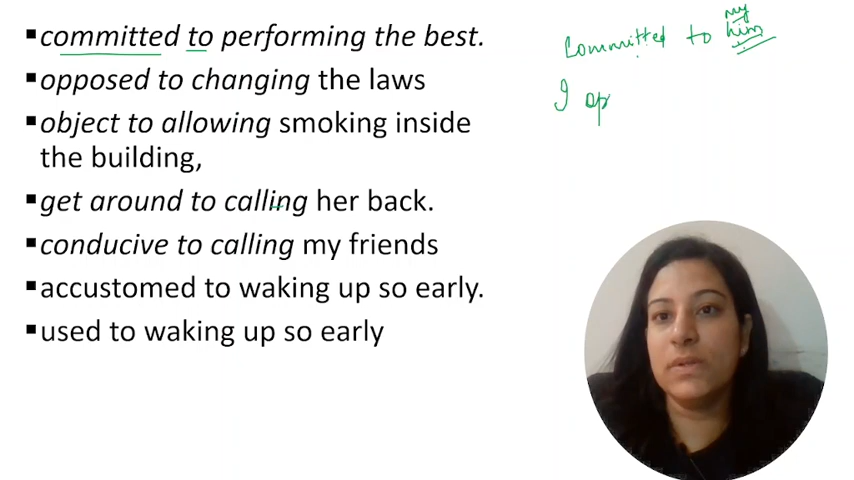 ▪committed to performing the best.
▪opposed to changing the laws
▪object to allowing smoking inside
the building,
▪get around to calling her back.
▪conducive to calling my friends
▪accustomed to waking up so early.
▪used to waking up so early
my
Committed to him
I op